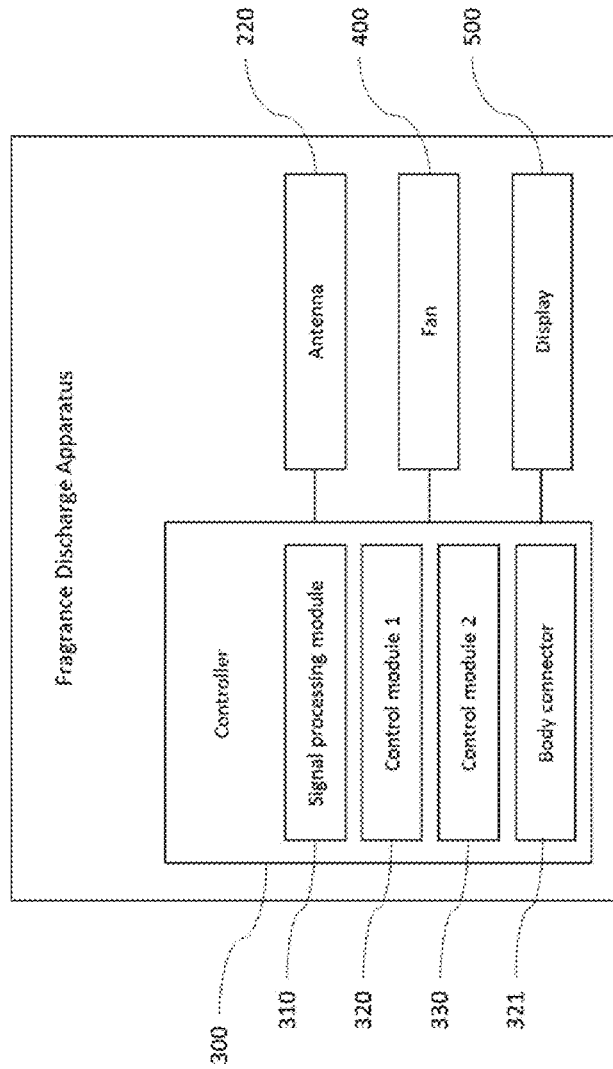 Fragrance Discharge Apparatus
Controller
300
Signal processing module
310
Control module 1
320
Control module 2
330
Body connector
321
Antenna
220
Fan
400
Display
500